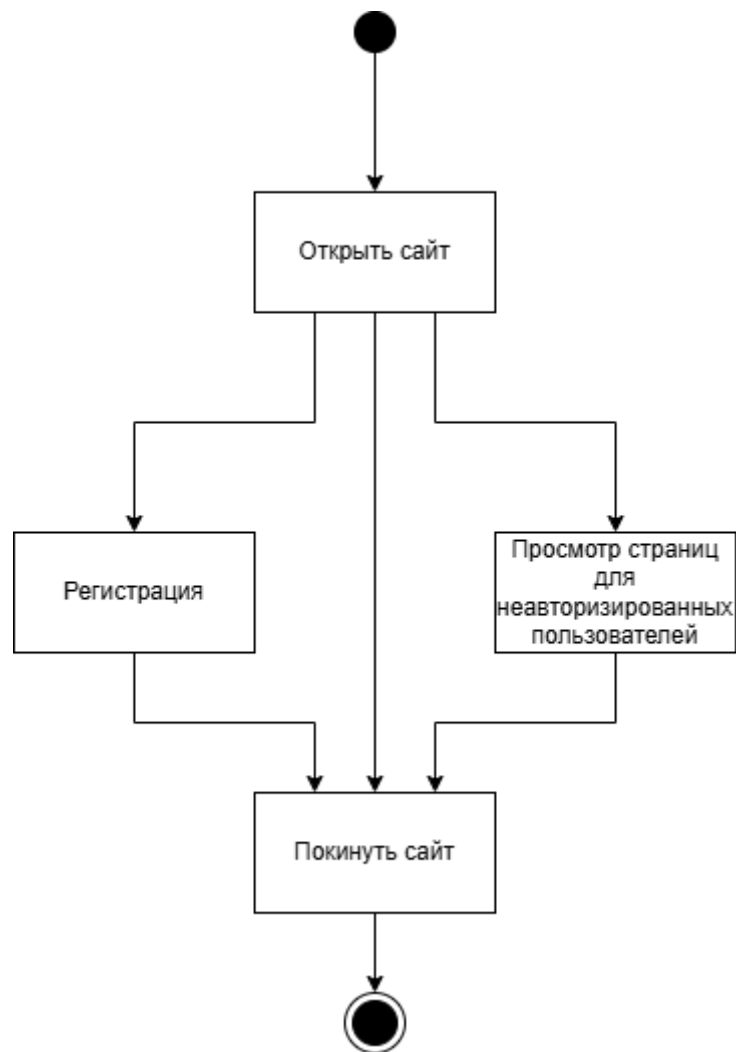 Открыть сайт
Регистрация
Просмотр страниц
для
неавторизированных
пользователей
Покинуть сайт